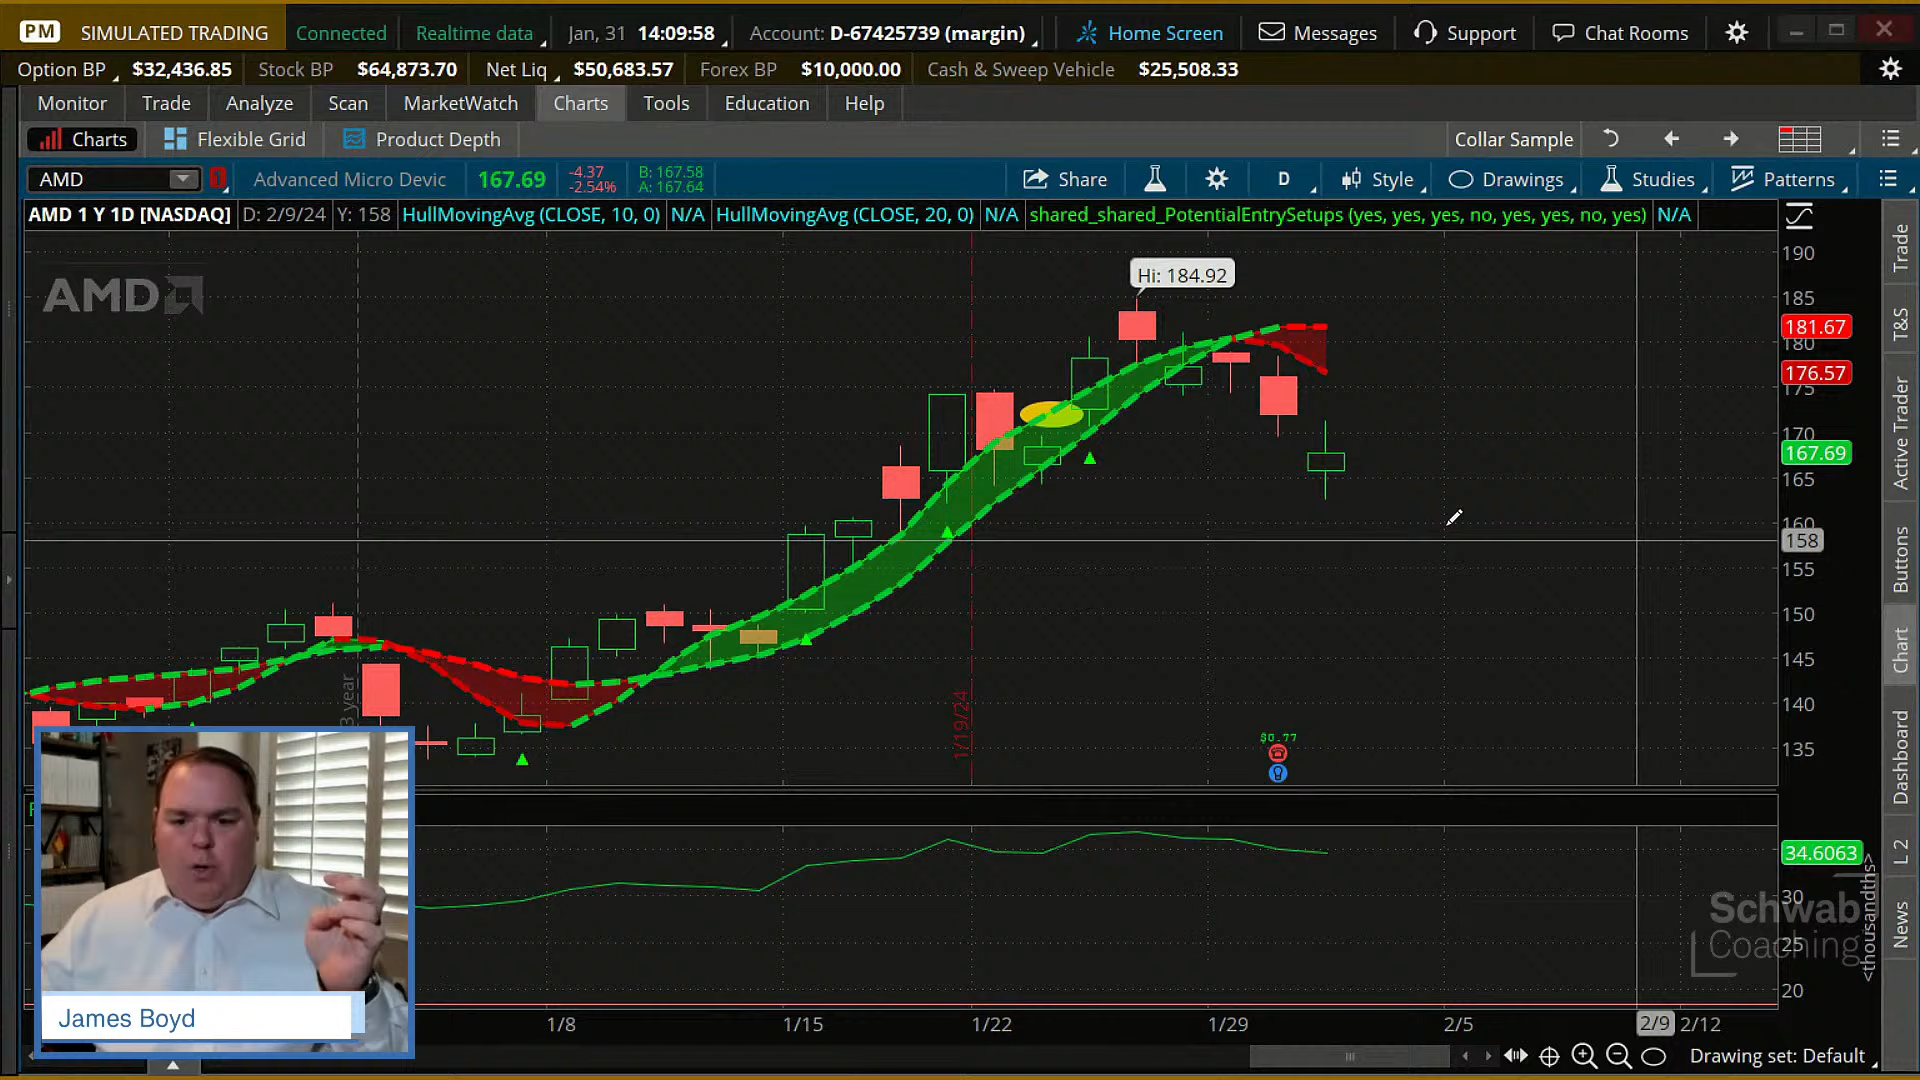 PM SIMULATED TRADING Connected Realtime data Jan, 31 14:09:58 Account: D-67425739 (margin) Home Screen Messages Support Chat Rooms
Option BP $32,436.85 Stock BP $64,873.70 Net Liq $50,683.57 Forex BP $10,000.00 Cash & Sweep Vehicle $25,508.33
Monitor Trade Analyze Scan MarketWatch Charts Tools Education Help
Charts Flexible Grid Product Depth Collar Sample
AMD 1 Advanced Micro Devic 167.69 -4.37 B: 167.58 Share D Style Drawings Studies Patterns
-2.54% A: 167.64
AMD 1 Y 1D [NASDAQ] D: 2/9/24 Y: 158 HullMovingAvg (CLOSE, 10, 0) N/A HullMovingAvg (CLOSE, 20, 0) N/A shared_shared_PotentialEntrySetups (yes, yes, yes, no, yes, yes, no, yes) N/A
AMD
Hi: 184.92
190
185
181.67
180
176.57
175
170
167.69
165
160
158
155
150
145
140
135
1/19/24
$0.77
34.6063
30
25
20
<thousandths>
Schwab
Coaching
James Boyd
1/8 1/15 1/22 1/29 2/5 2/9 2/12
Drawing set: Default
Trade
T&S
Active Trader
Buttons
Chart
Dashboard
L 2
News